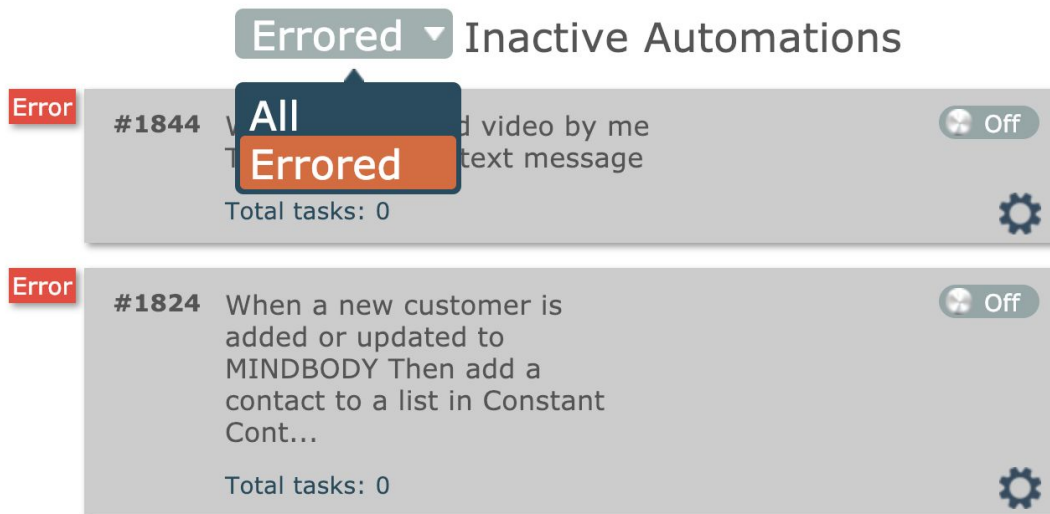 Errored Inactive Automations
All
Errored
Error
#1844 video by me
text message
Off
Total tasks: 0
Error
#1824 When a new customer is
added or updated to
MINDBODY Then add a
contact to a list in Constant
Cont...
Off
Total tasks: 0